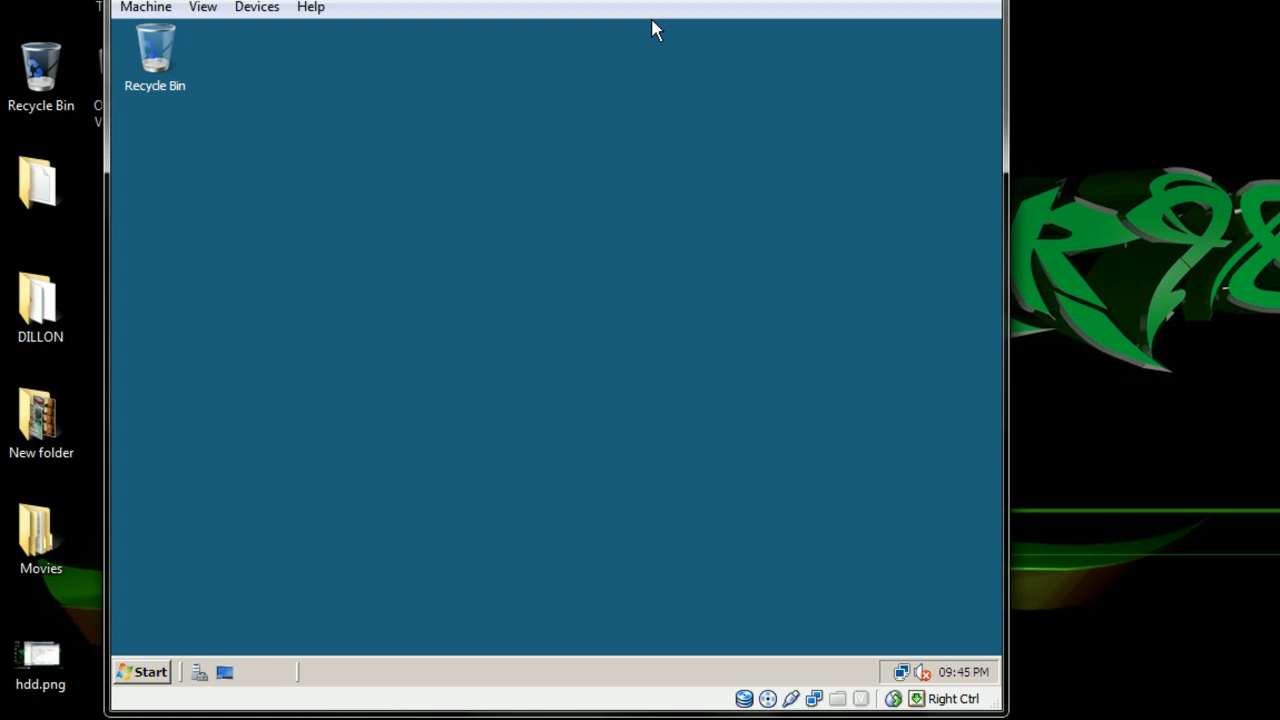 Machine View Devices Help
Recycle Bin
Recycle Bin
DILLON
New folder
Movies
hdd.png
Start
09:45 PM
Right Ctrl